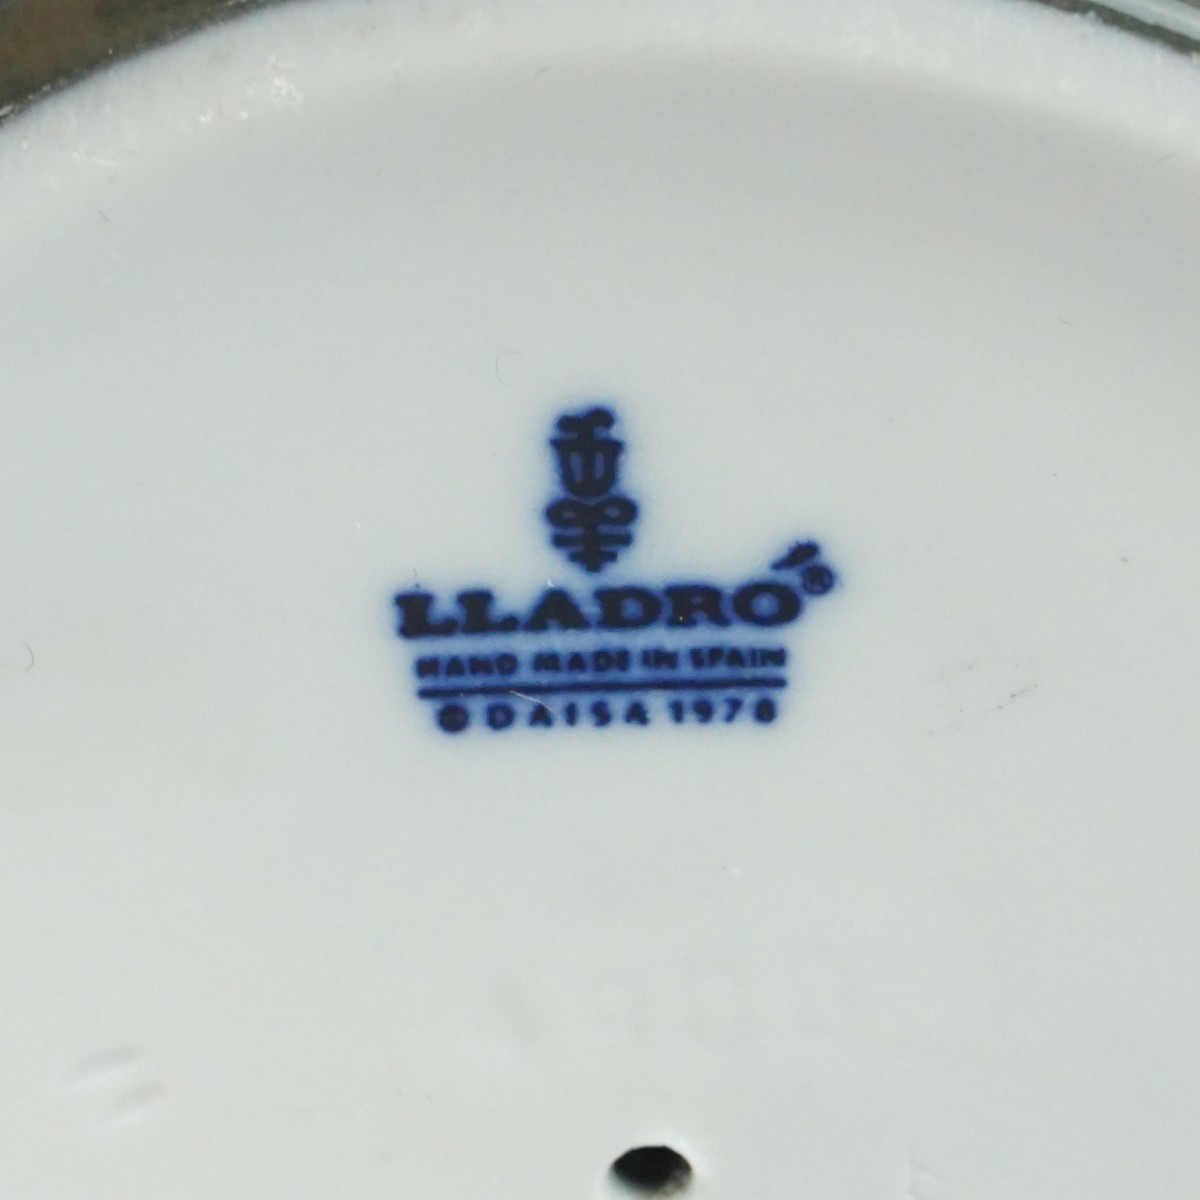 LLADRÓ®
HAND MADE IN SPAIN
© DAISA 1978